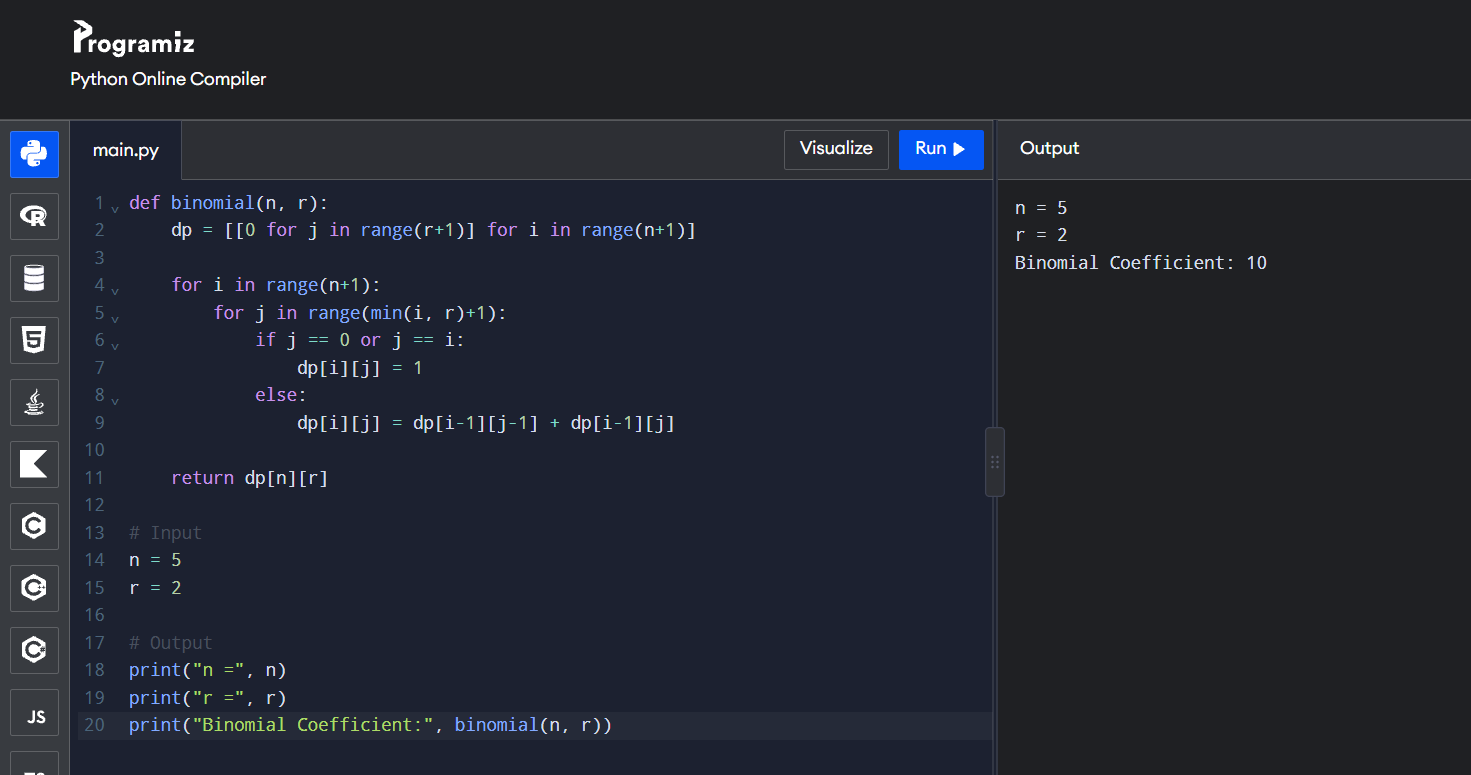 Programiz
Python Online Compiler
main.py
Visualize
Run
Output
1 def binomial(n, r):
2     dp = [[0 for j in range(r+1)] for i in range(n+1)]
3
4     for i in range(n+1):
5         for j in range(min(i, r)+1):
6             if j == 0 or j == i:
7                 dp[i][j] = 1
8             else:
9                 dp[i][j] = dp[i-1][j-1] + dp[i-1][j]
10
11     return dp[n][r]
12
13 # Input
14 n = 5
15 r = 2
16
17 # Output
18 print("n =", n)
19 print("r =", r)
20 print("Binomial Coefficient:", binomial(n, r))
n = 5
r = 2
Binomial Coefficient: 10
R
5
C
C++
C#
JS